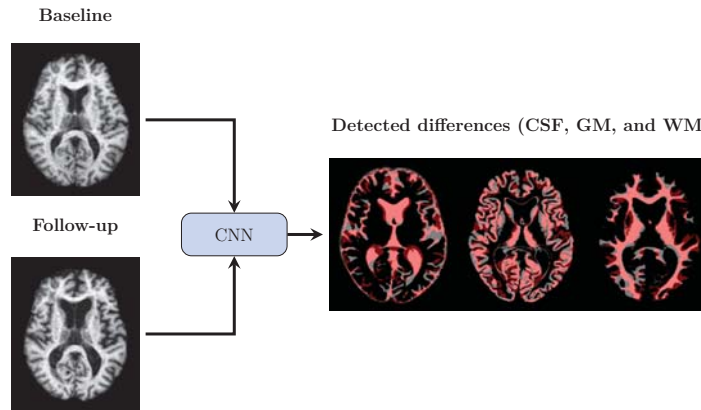 Baseline
Detected differences (CSF, GM, and WM
Follow-up
CNN